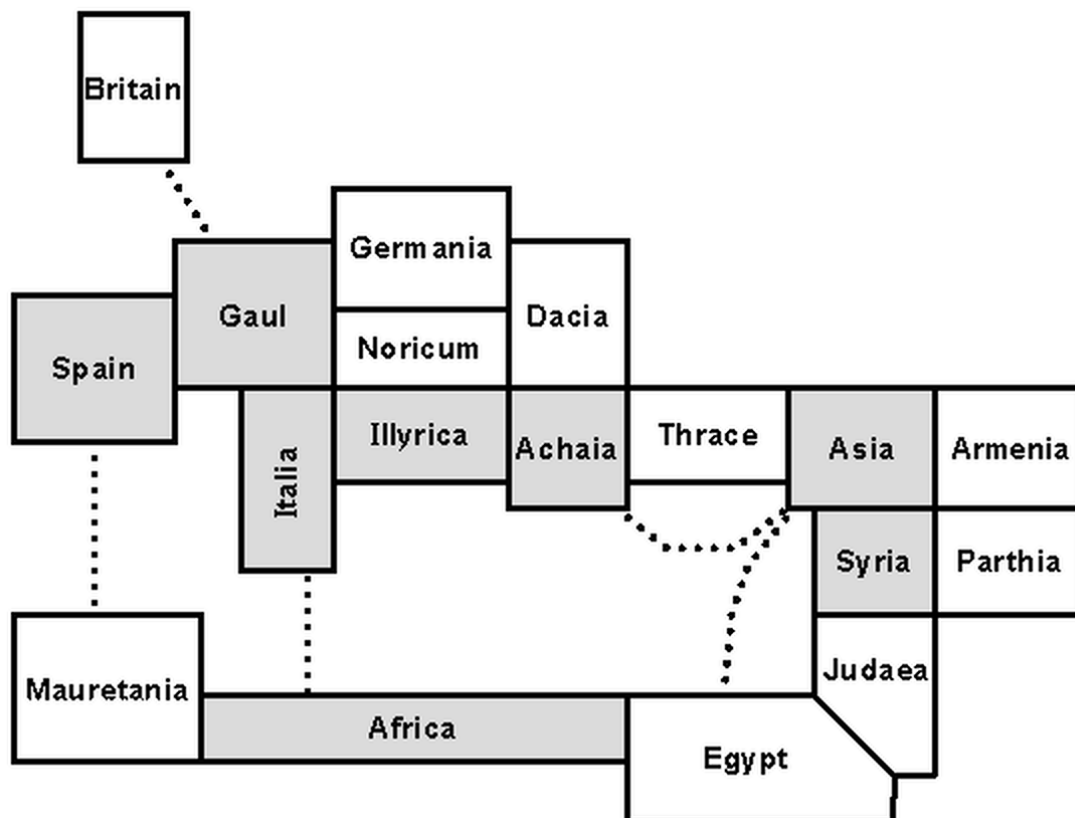 Britain
Germania
Gaul
Dacia
Noricum
Spain
Illyrica
Achaia
Thrace
Asia
Armenia
Italia
Syria
Parthia
Judaea
Mauretania
Africa
Egypt